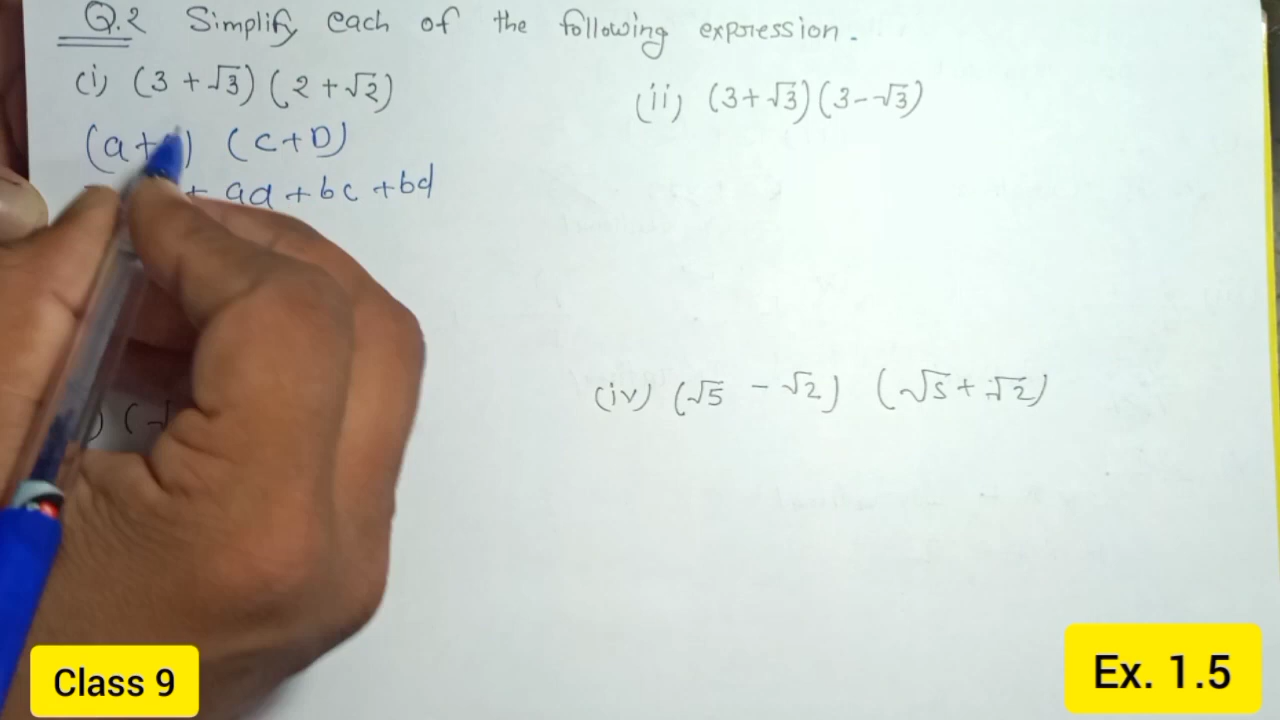 Q.2 Simplify each of the following expression.
(i) (3 + √3) (2 + √2)
(ii) (3 + √3) (3 - √3)
(a + ) (C + D)
+ ad + bc + bd
) (√
(iv) (√5 - √2) (√5 + √2)
Class 9
Ex. 1.5